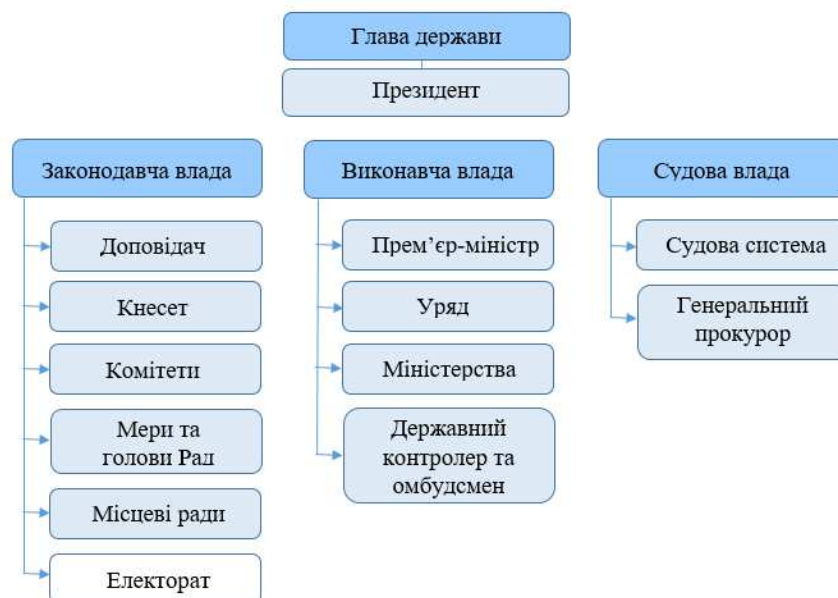 Глава держави
Президент
Законодавча влада
Доповідач
Кнесет
Комітети
Мери та
голови Рад
Місцеві ради
Електорат
Виконавча влада
Прем’єр-міністр
Уряд
Міністерства
Державний
контролер та
омбудсмен
Судова влада
Судова система
Генеральний
прокурор